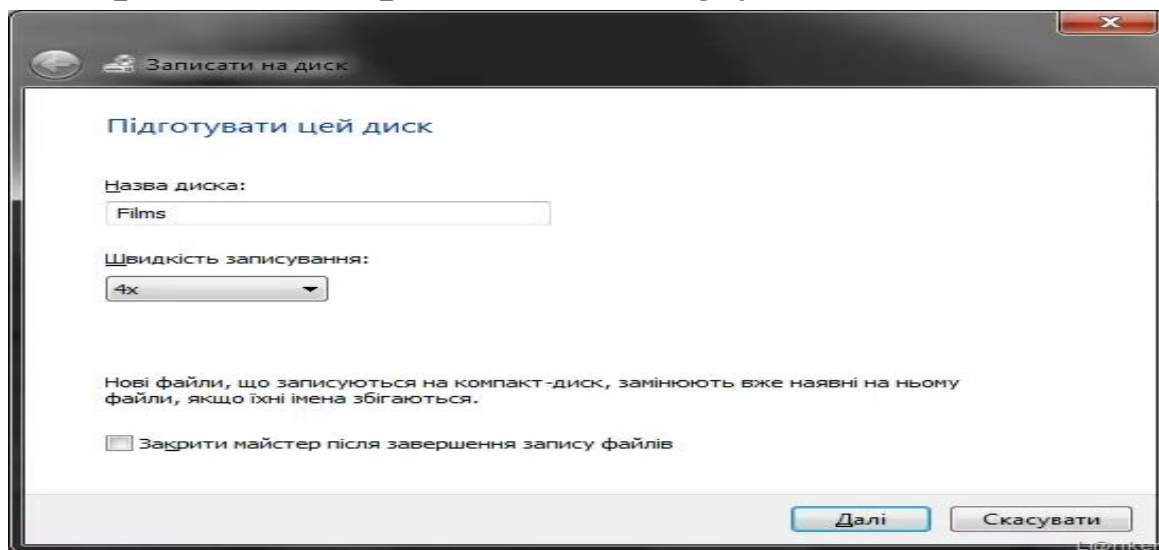 Записати на диск
Підготувати цей диск
Назва диска:
Films
Швидкість записування:
4x
Нові файли, що записуються на компакт-диск, замінюють вже наявні на ньому
файли, якщо їхні імена збігаються.
Закрити майстер після завершення запису файлів
Далі
Скасувати